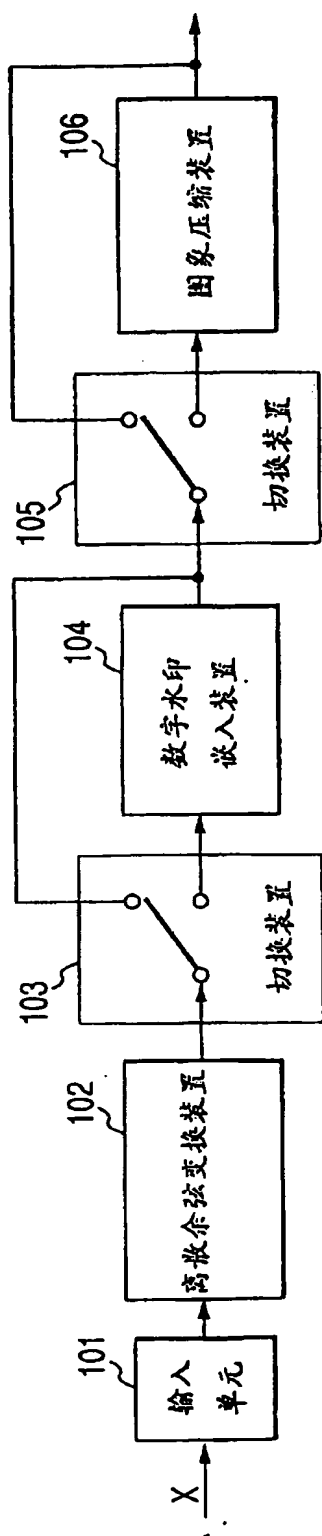 X
101
输入
单元
102
离散余弦变换装置
103
切换装置
104
数字水印
嵌入装置
105
切换装置
106
图象压缩装置